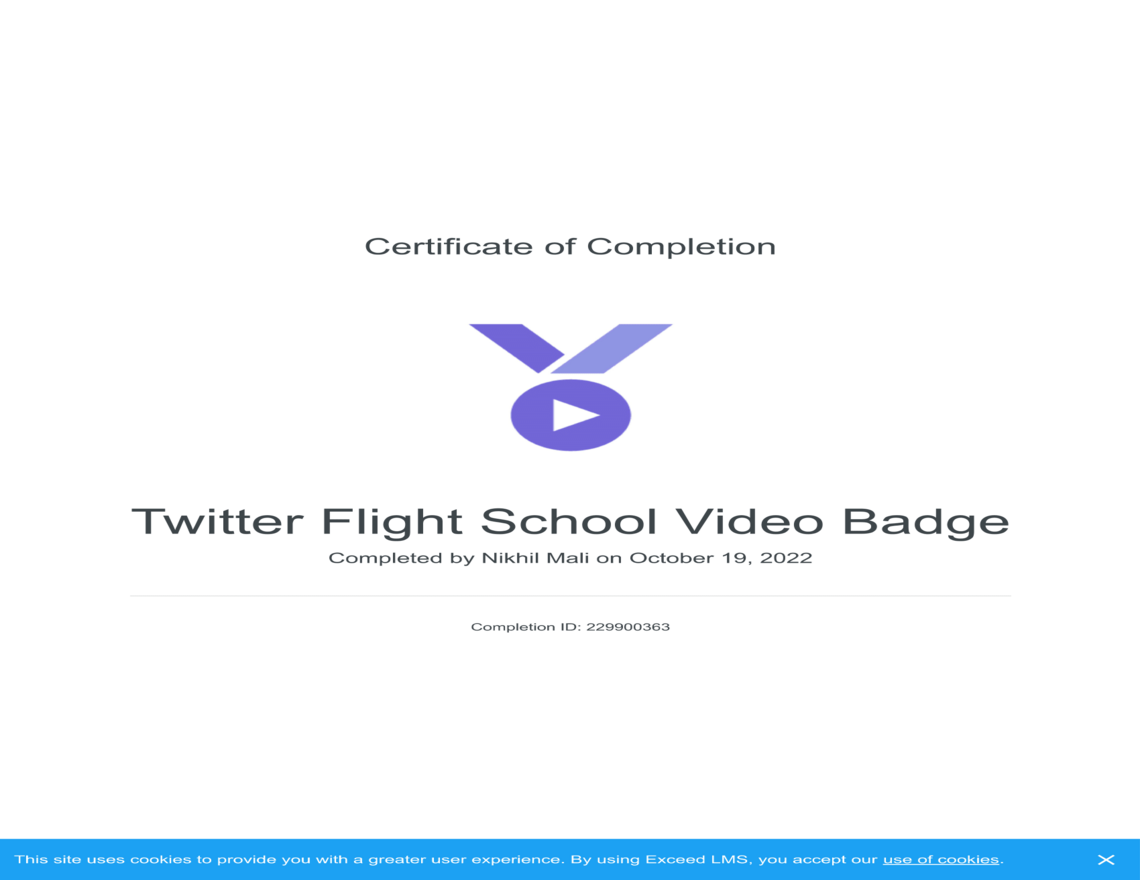 Certificate of Completion
Twitter Flight School Video Badge
Completed by Nikhil Mali on October 19, 2022
Completion ID: 229900363
This site uses cookies to provide you with a greater user experience. By using Exceed LMS, you accept our use of cookies.